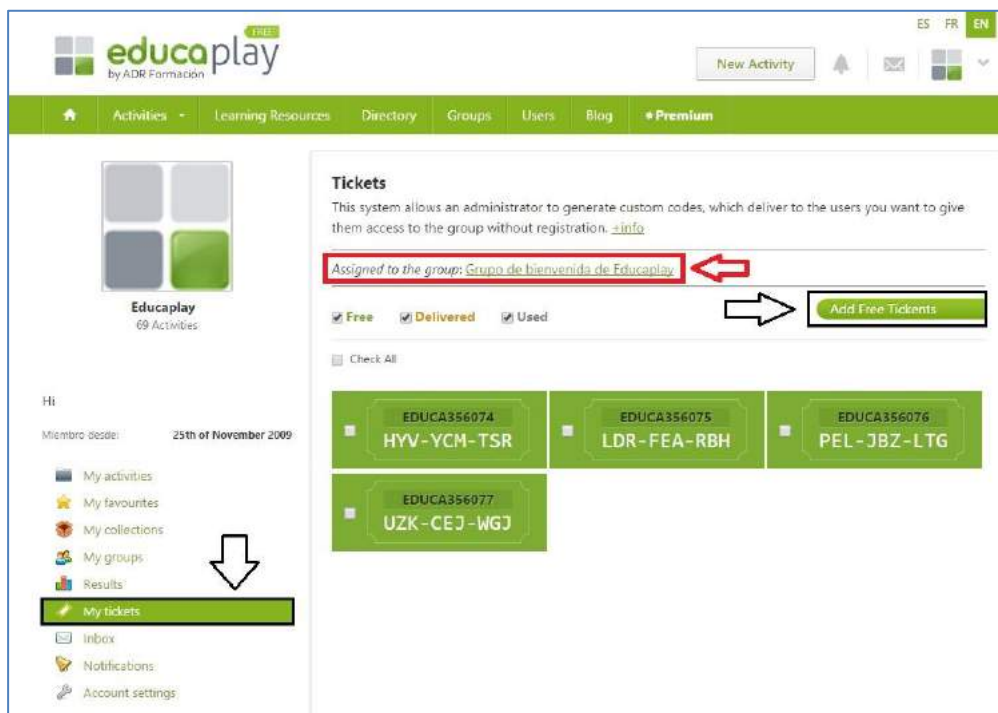 ES FR EN
FREE
educaplay
by ADR Formación
New Activity
Activities Learning Resources Directory Groups Users Blog Premium
Tickets
This system allows an administrator to generate custom codes, which deliver to the users you want to give
them access to the group without registration. +info
Assigned to the group: Grupo de bienvenida de Educaplay
Educaplay
69 Activities
Free Delivered Used
Add Free Tickents
Check All
EDUCA356074
HYV-YCM-TSR
EDUCA356075
LDR-FEA-RBH
EDUCA356076
PEL-JBZ-LTG
EDUCA356077
UZK-CEJ-WGJ
Hi
Miembro desde: 25th of November 2009
My activities
My favourites
My collections
My groups
Results
My tickets
Inbox
Notifications
Account settings